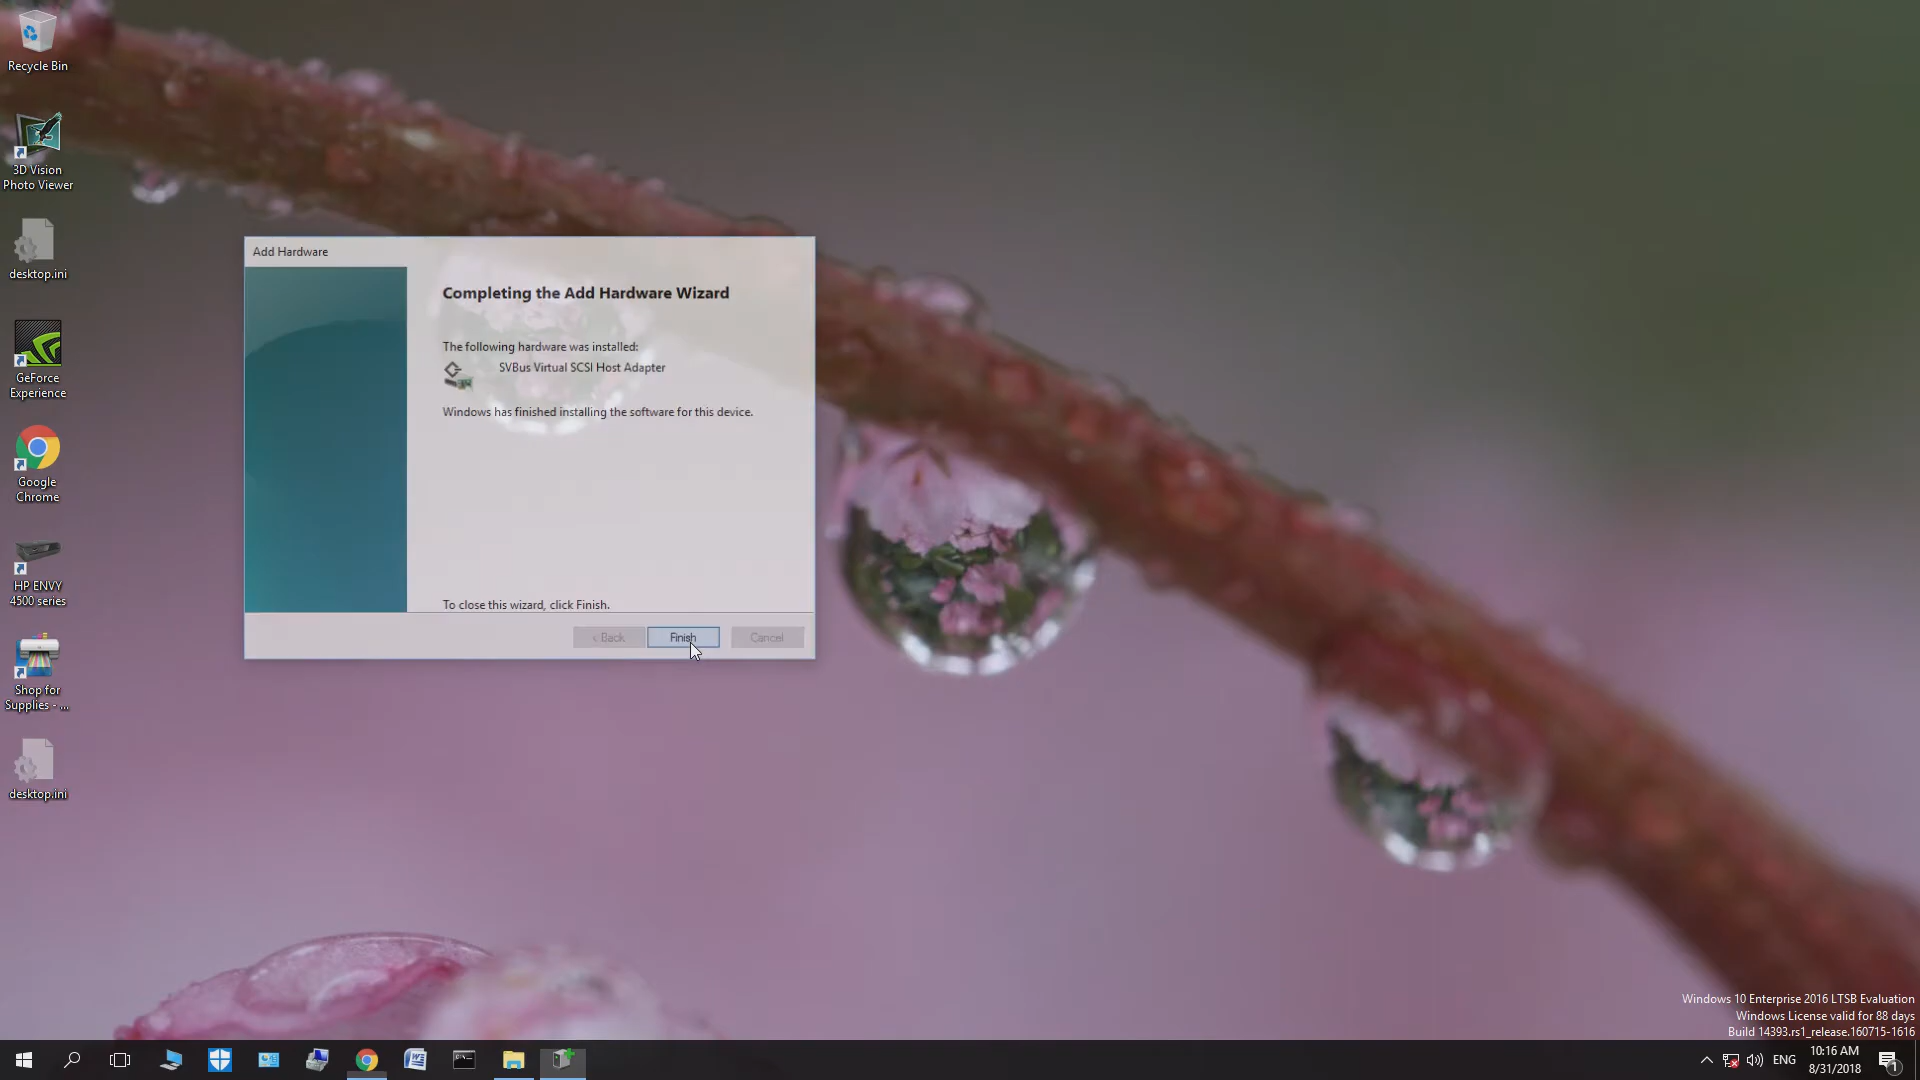 Recycle Bin
3D Vision
Photo Viewer
desktop.ini
GeForce
Experience
Google
Chrome
HP ENVY
4500 series
Shop for
Supplies - ...
desktop.ini
Add Hardware
Completing the Add Hardware Wizard
The following hardware was installed:
SVBus Virtual SCSI Host Adapter
Windows has finished installing the software for this device.
To close this wizard, click Finish.
< Back
Finish
Cancel
Windows 10 Enterprise 2016 LTSB Evaluation
Windows License valid for 88 days
Build 14393.rs1_release.160715-1616
ENG
10:16 AM
8/31/2018
1